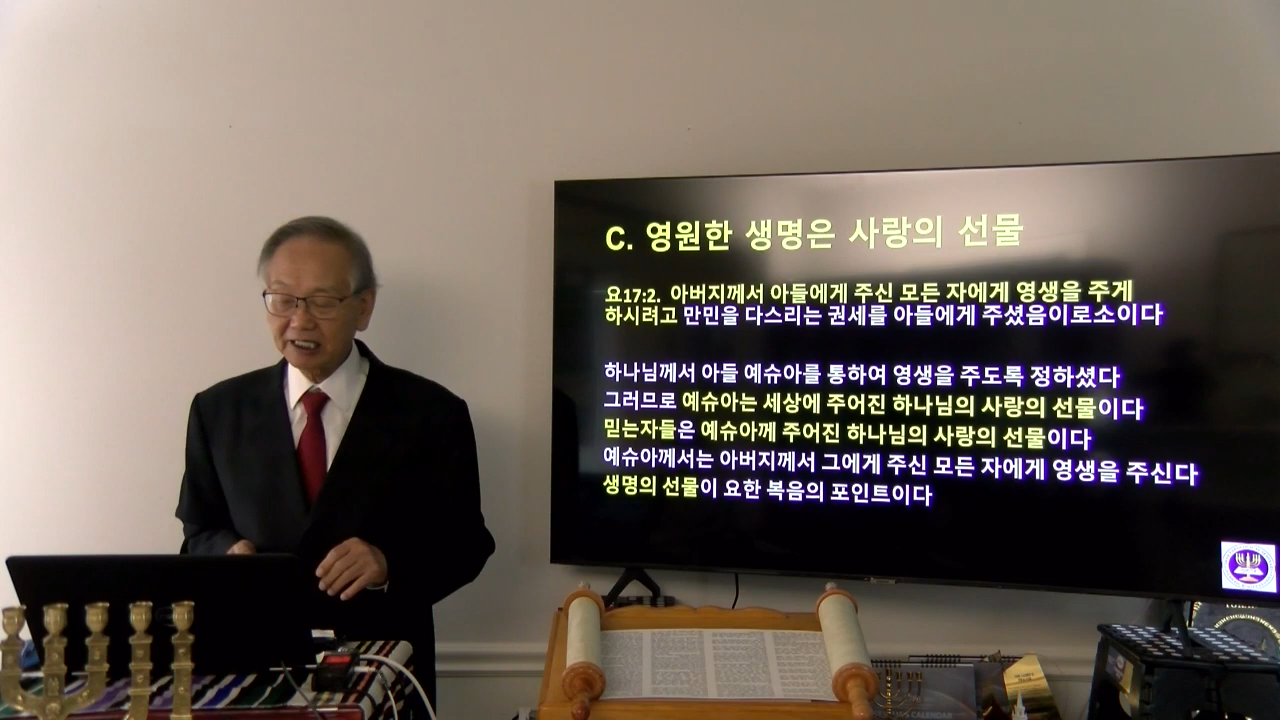 C. 영원한 생명은 사랑의 선물
요17:2. 아버지께서 아들에게 주신 모든 자에게 영생을 주게
하시려고 만민을 다스리는 권세를 아들에게 주셨음이로소이다
하나님께서 아들 예슈아를 통하여 영생을 주도록 정하셨다
그러므로 예슈아는 세상에 주어진 하나님의 사랑의 선물이다
믿는자들은 예슈아께 주어진 하나님의 사랑의 선물이다
예슈아께서는 아버지께서 그에게 주신 모든 자에게 영생을 주신다
생명의 선물이 요한 복음의 포인트이다